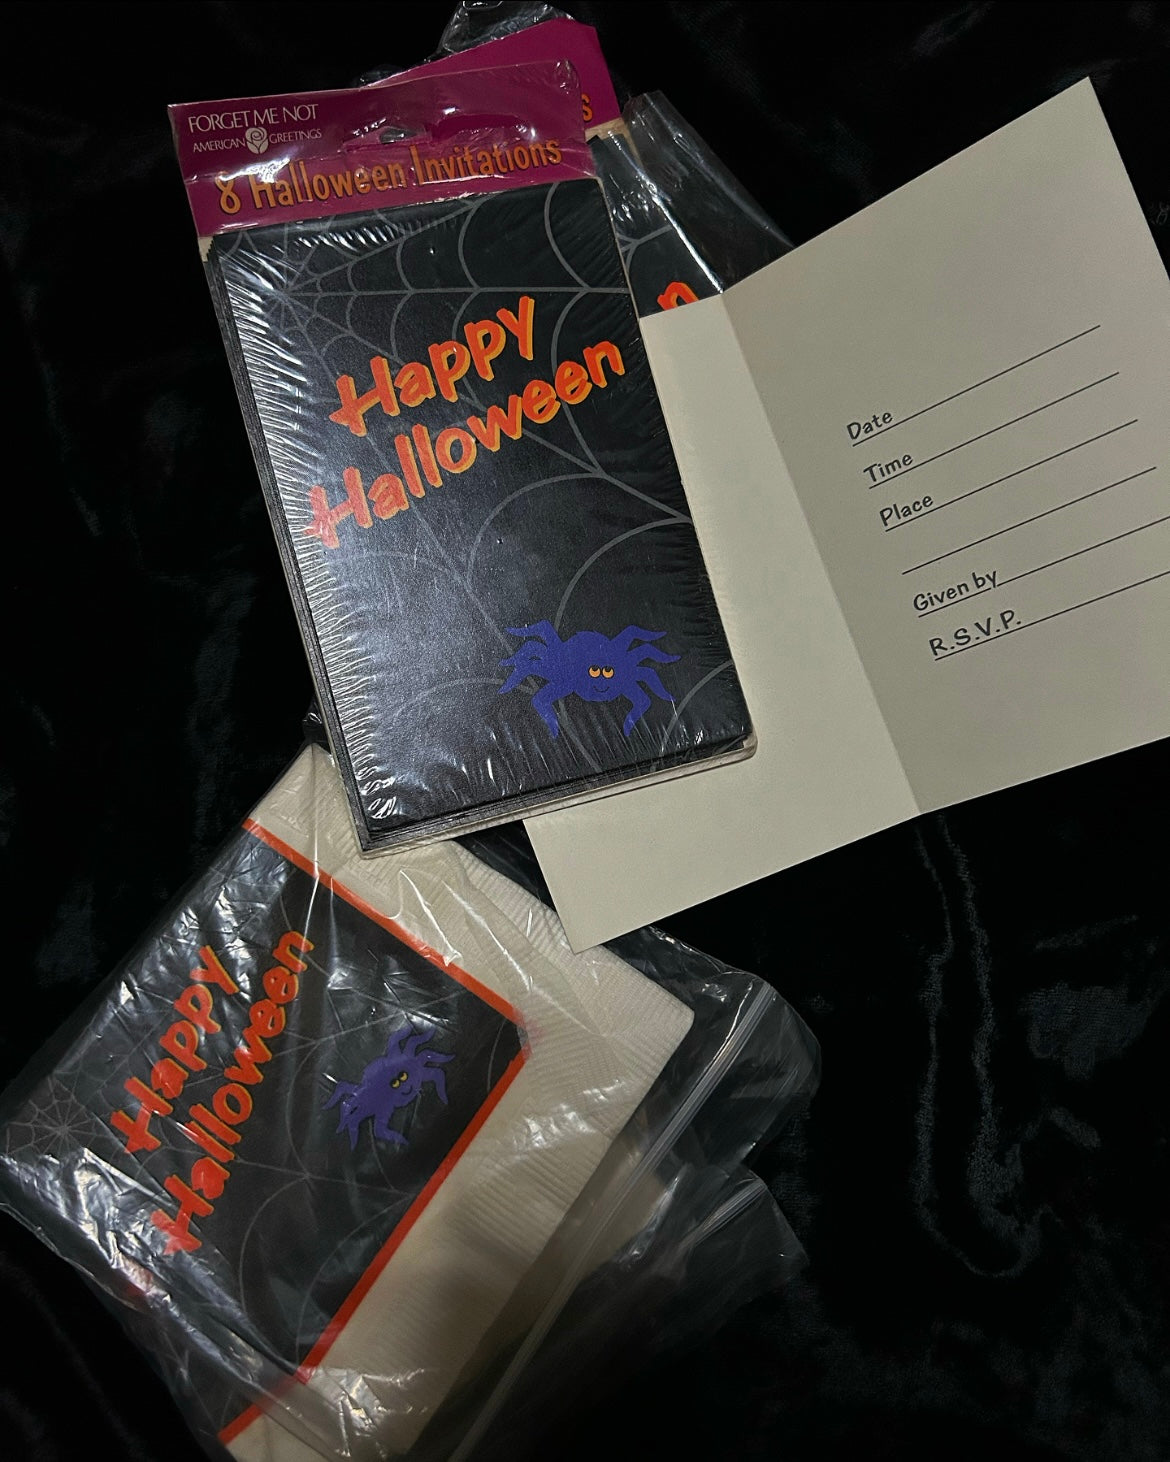 FORGET ME NOT
AMERICAN GREETINGS
8 Halloween Invitations
Happy
Halloween
s
n
Date
Time
Place
Given by
R.S.V.P.
Happy
Halloween